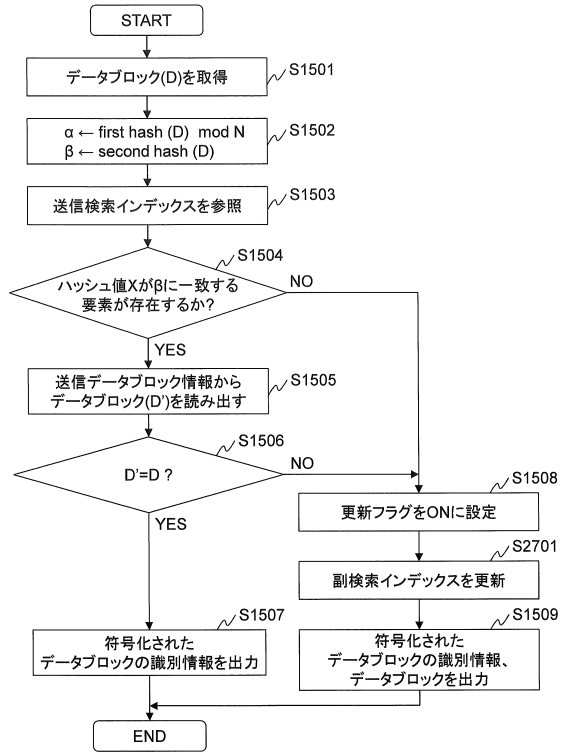 START
データブロック(D)を取得
S1501
α ← first hash (D) mod N
β ← second hash (D)
S1502
送信検索インデックスを参照
S1503
ハッシュ値Xがβに一致する
要素が存在するか?
S1504
NO
YES
送信データブロック情報から
データブロック(D')を読み出す
S1505
D'=D ?
S1506
NO
YES
更新フラグをONに設定
S1508
副検索インデックスを更新
S2701
符号化された
データブロックの識別情報を出力
S1507
符号化された
データブロックの識別情報、
データブロックを出力
S1509
END